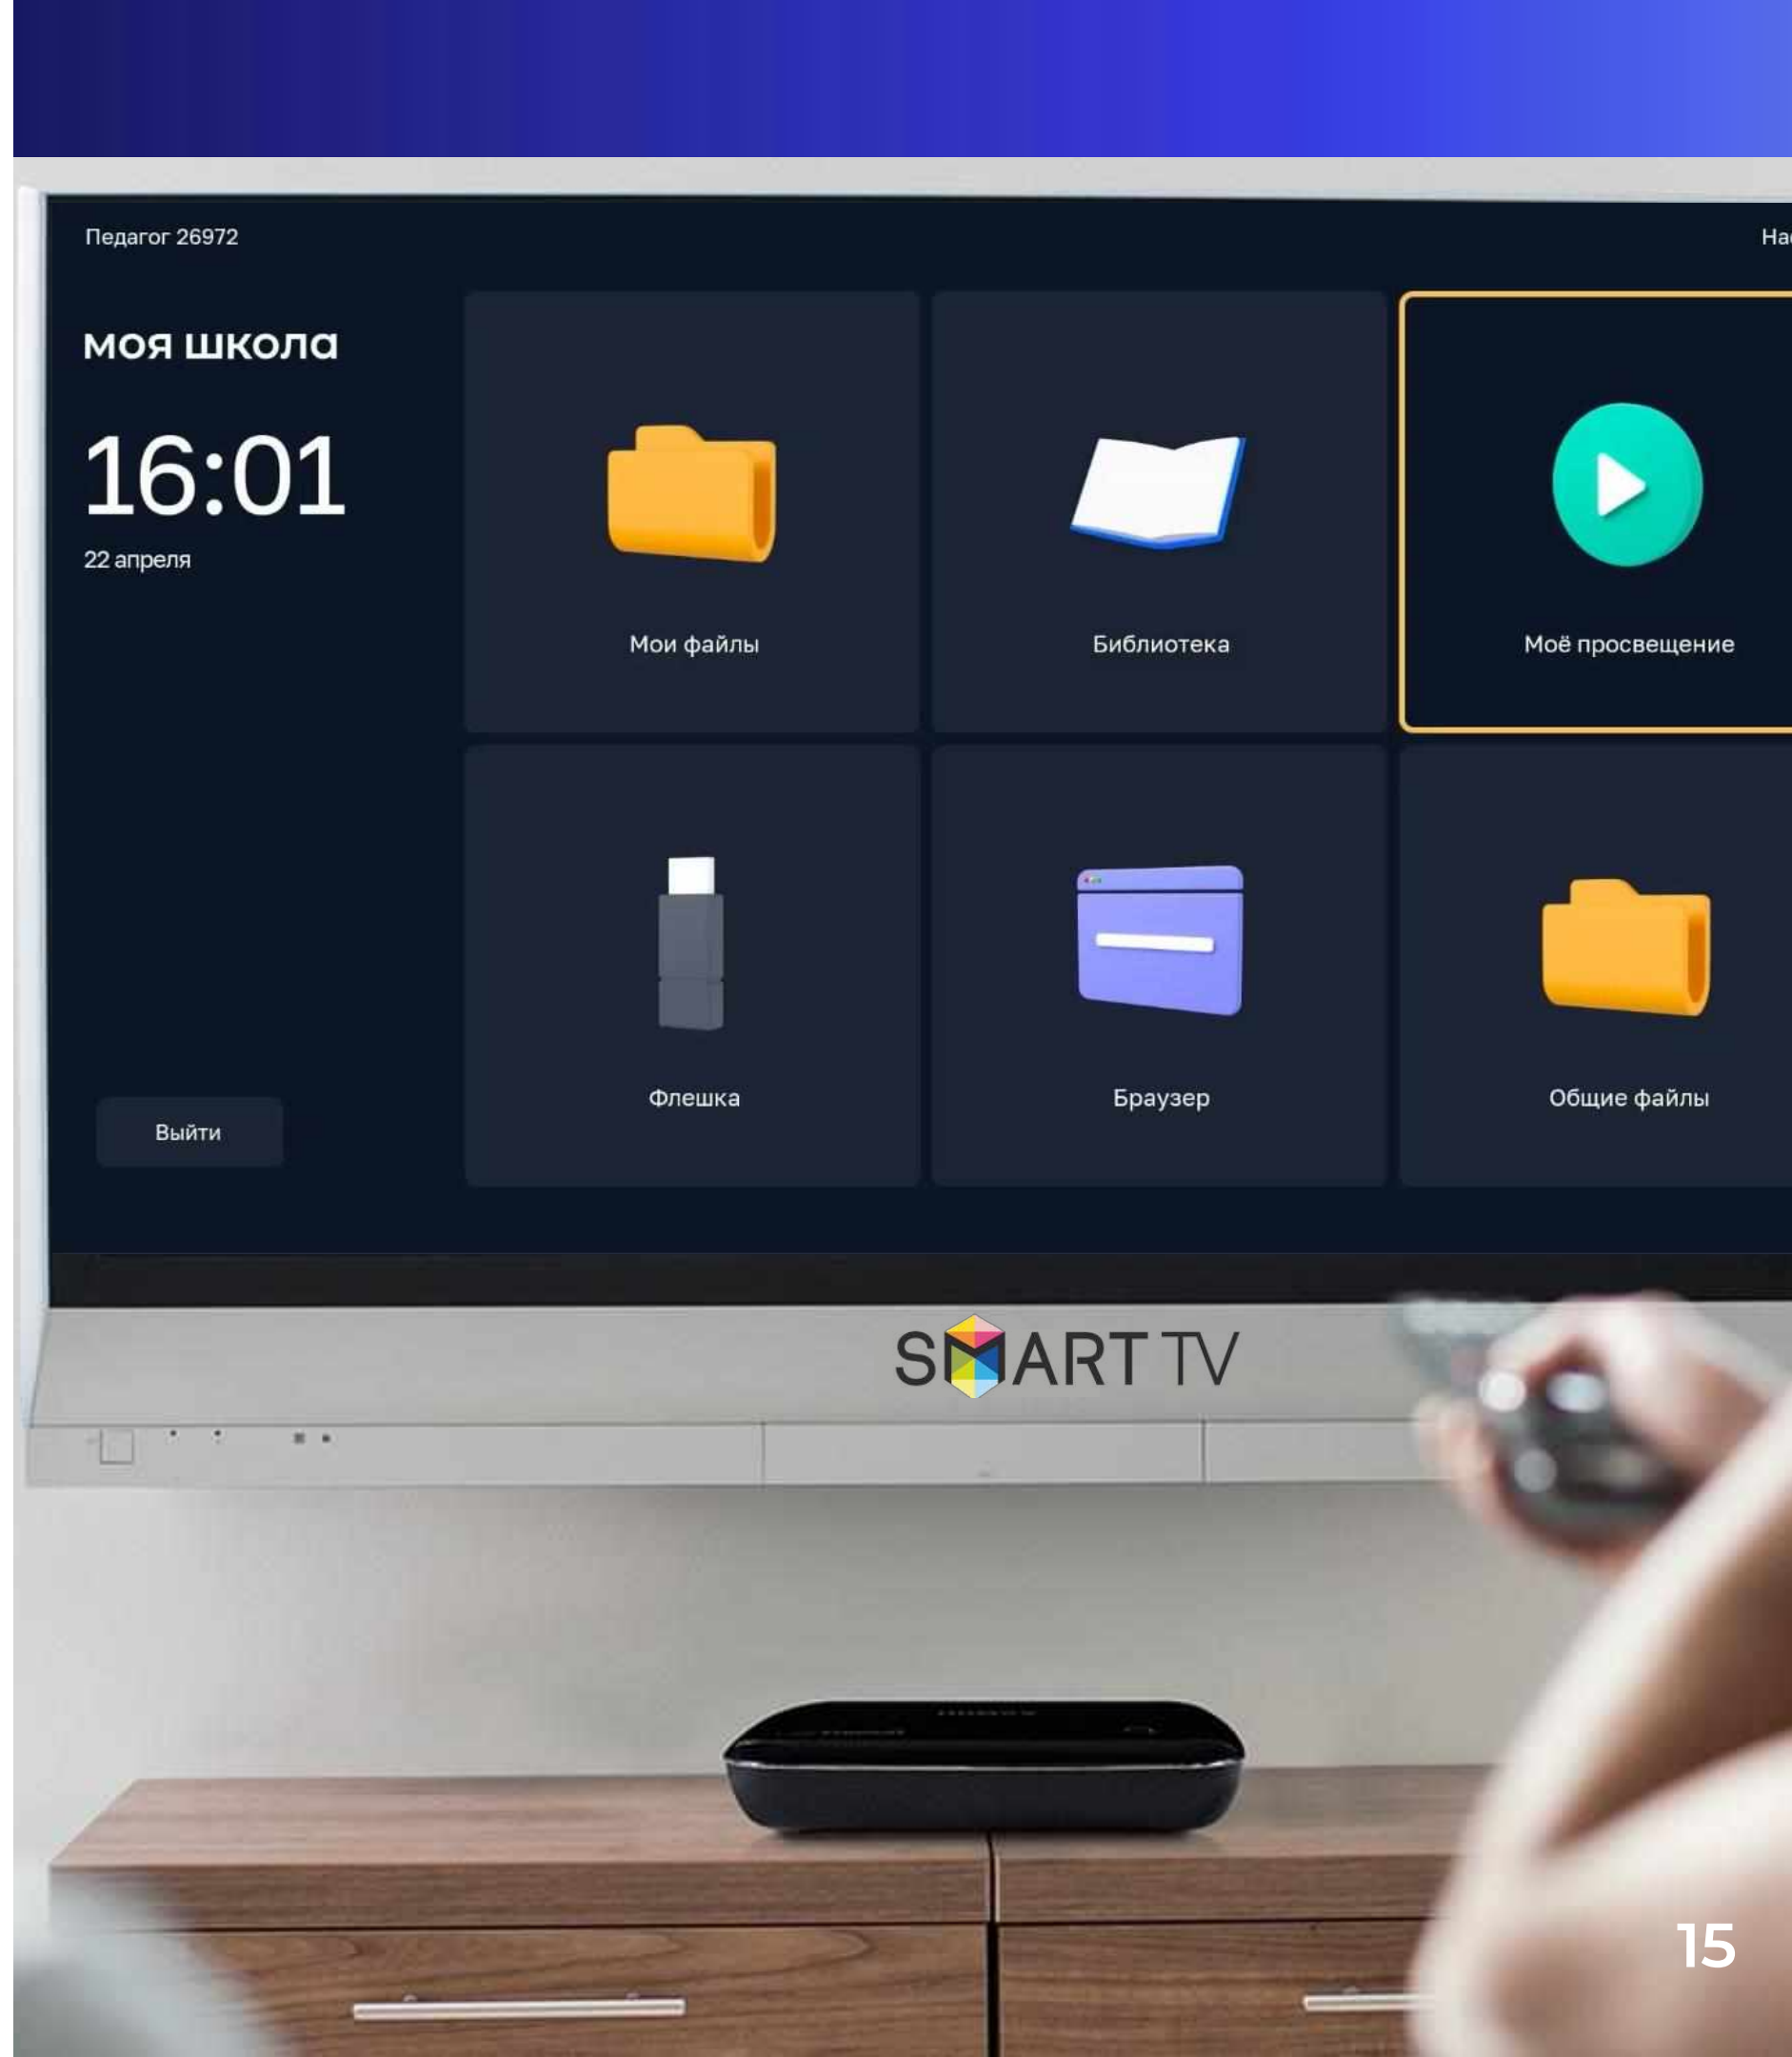 Педагог 26972
моя школа
16:01
22 апреля
Мои файлы
Библиотека
Моё просвещение
Флешка
Браузер
Общие файлы
Выйти
SMART TV
15